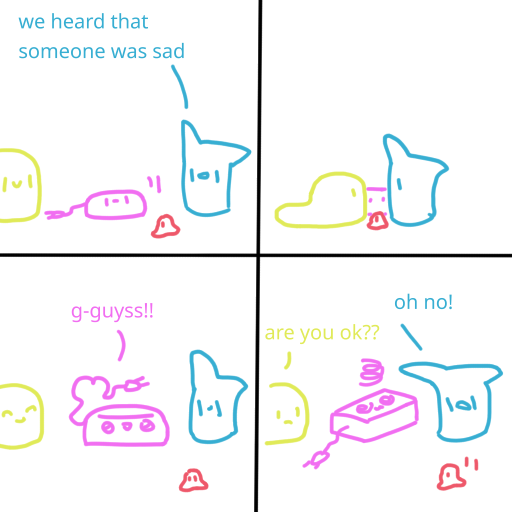 we heard that
someone was sad
g-guyss!!
oh no!
are you ok??